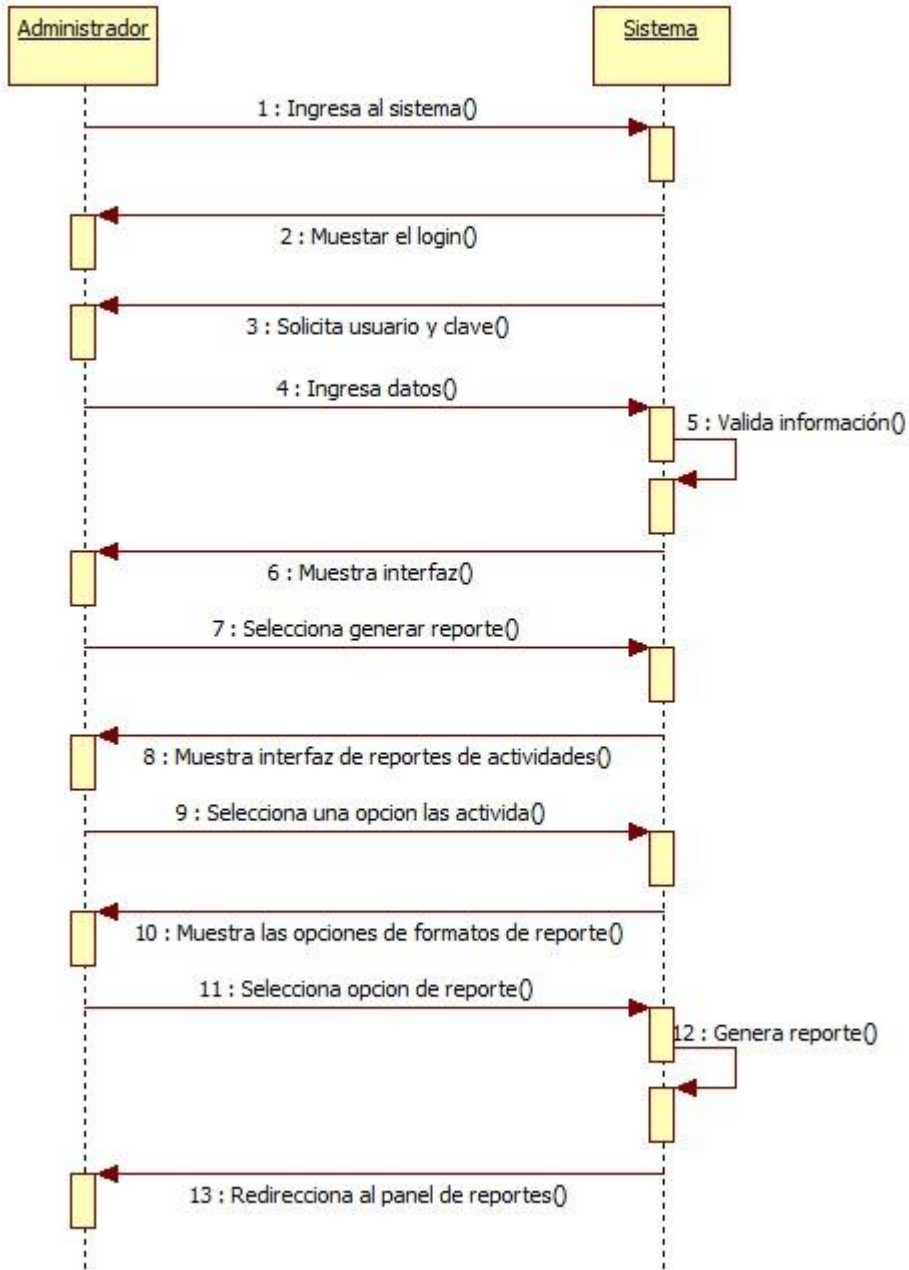 Administrador
Sistema
1 : Ingresa al sistema()
2 : Muestar el login()
3 : Solicita usuario y clave()
4 : Ingresa datos()
5 : Valida información()
6 : Muestra interfaz()
7 : Selecciona generar reporte()
8 : Muestra interfaz de reportes de actividades()
9 : Selecciona una opcion las activida()
10 : Muestra las opciones de formatos de reporte()
11 : Selecciona opcion de reporte()
12 : Genera reporte()
13 : Redirecciona al panel de reportes()